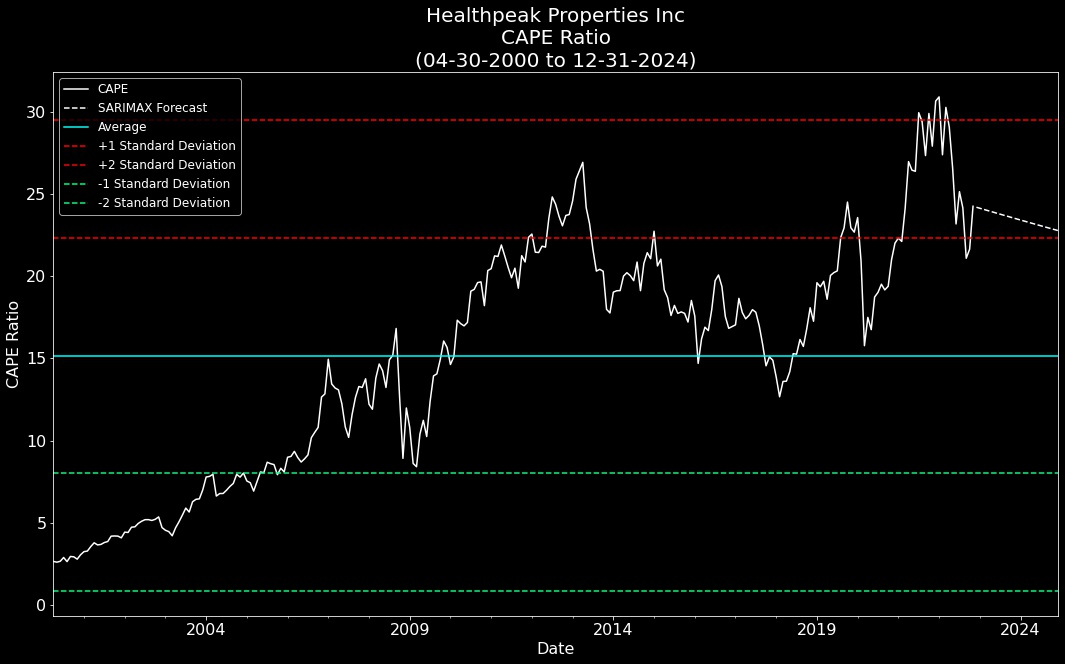 Healthpeak Properties Inc
CAPE Ratio
(04-30-2000 to 12-31-2024)
CAPE
SARIMAX Forecast
Average
+1 Standard Deviation
+2 Standard Deviation
-1 Standard Deviation
-2 Standard Deviation
30
25
20
15
10
5
0
CAPE Ratio
2004
2009
2014
2019
2024
Date